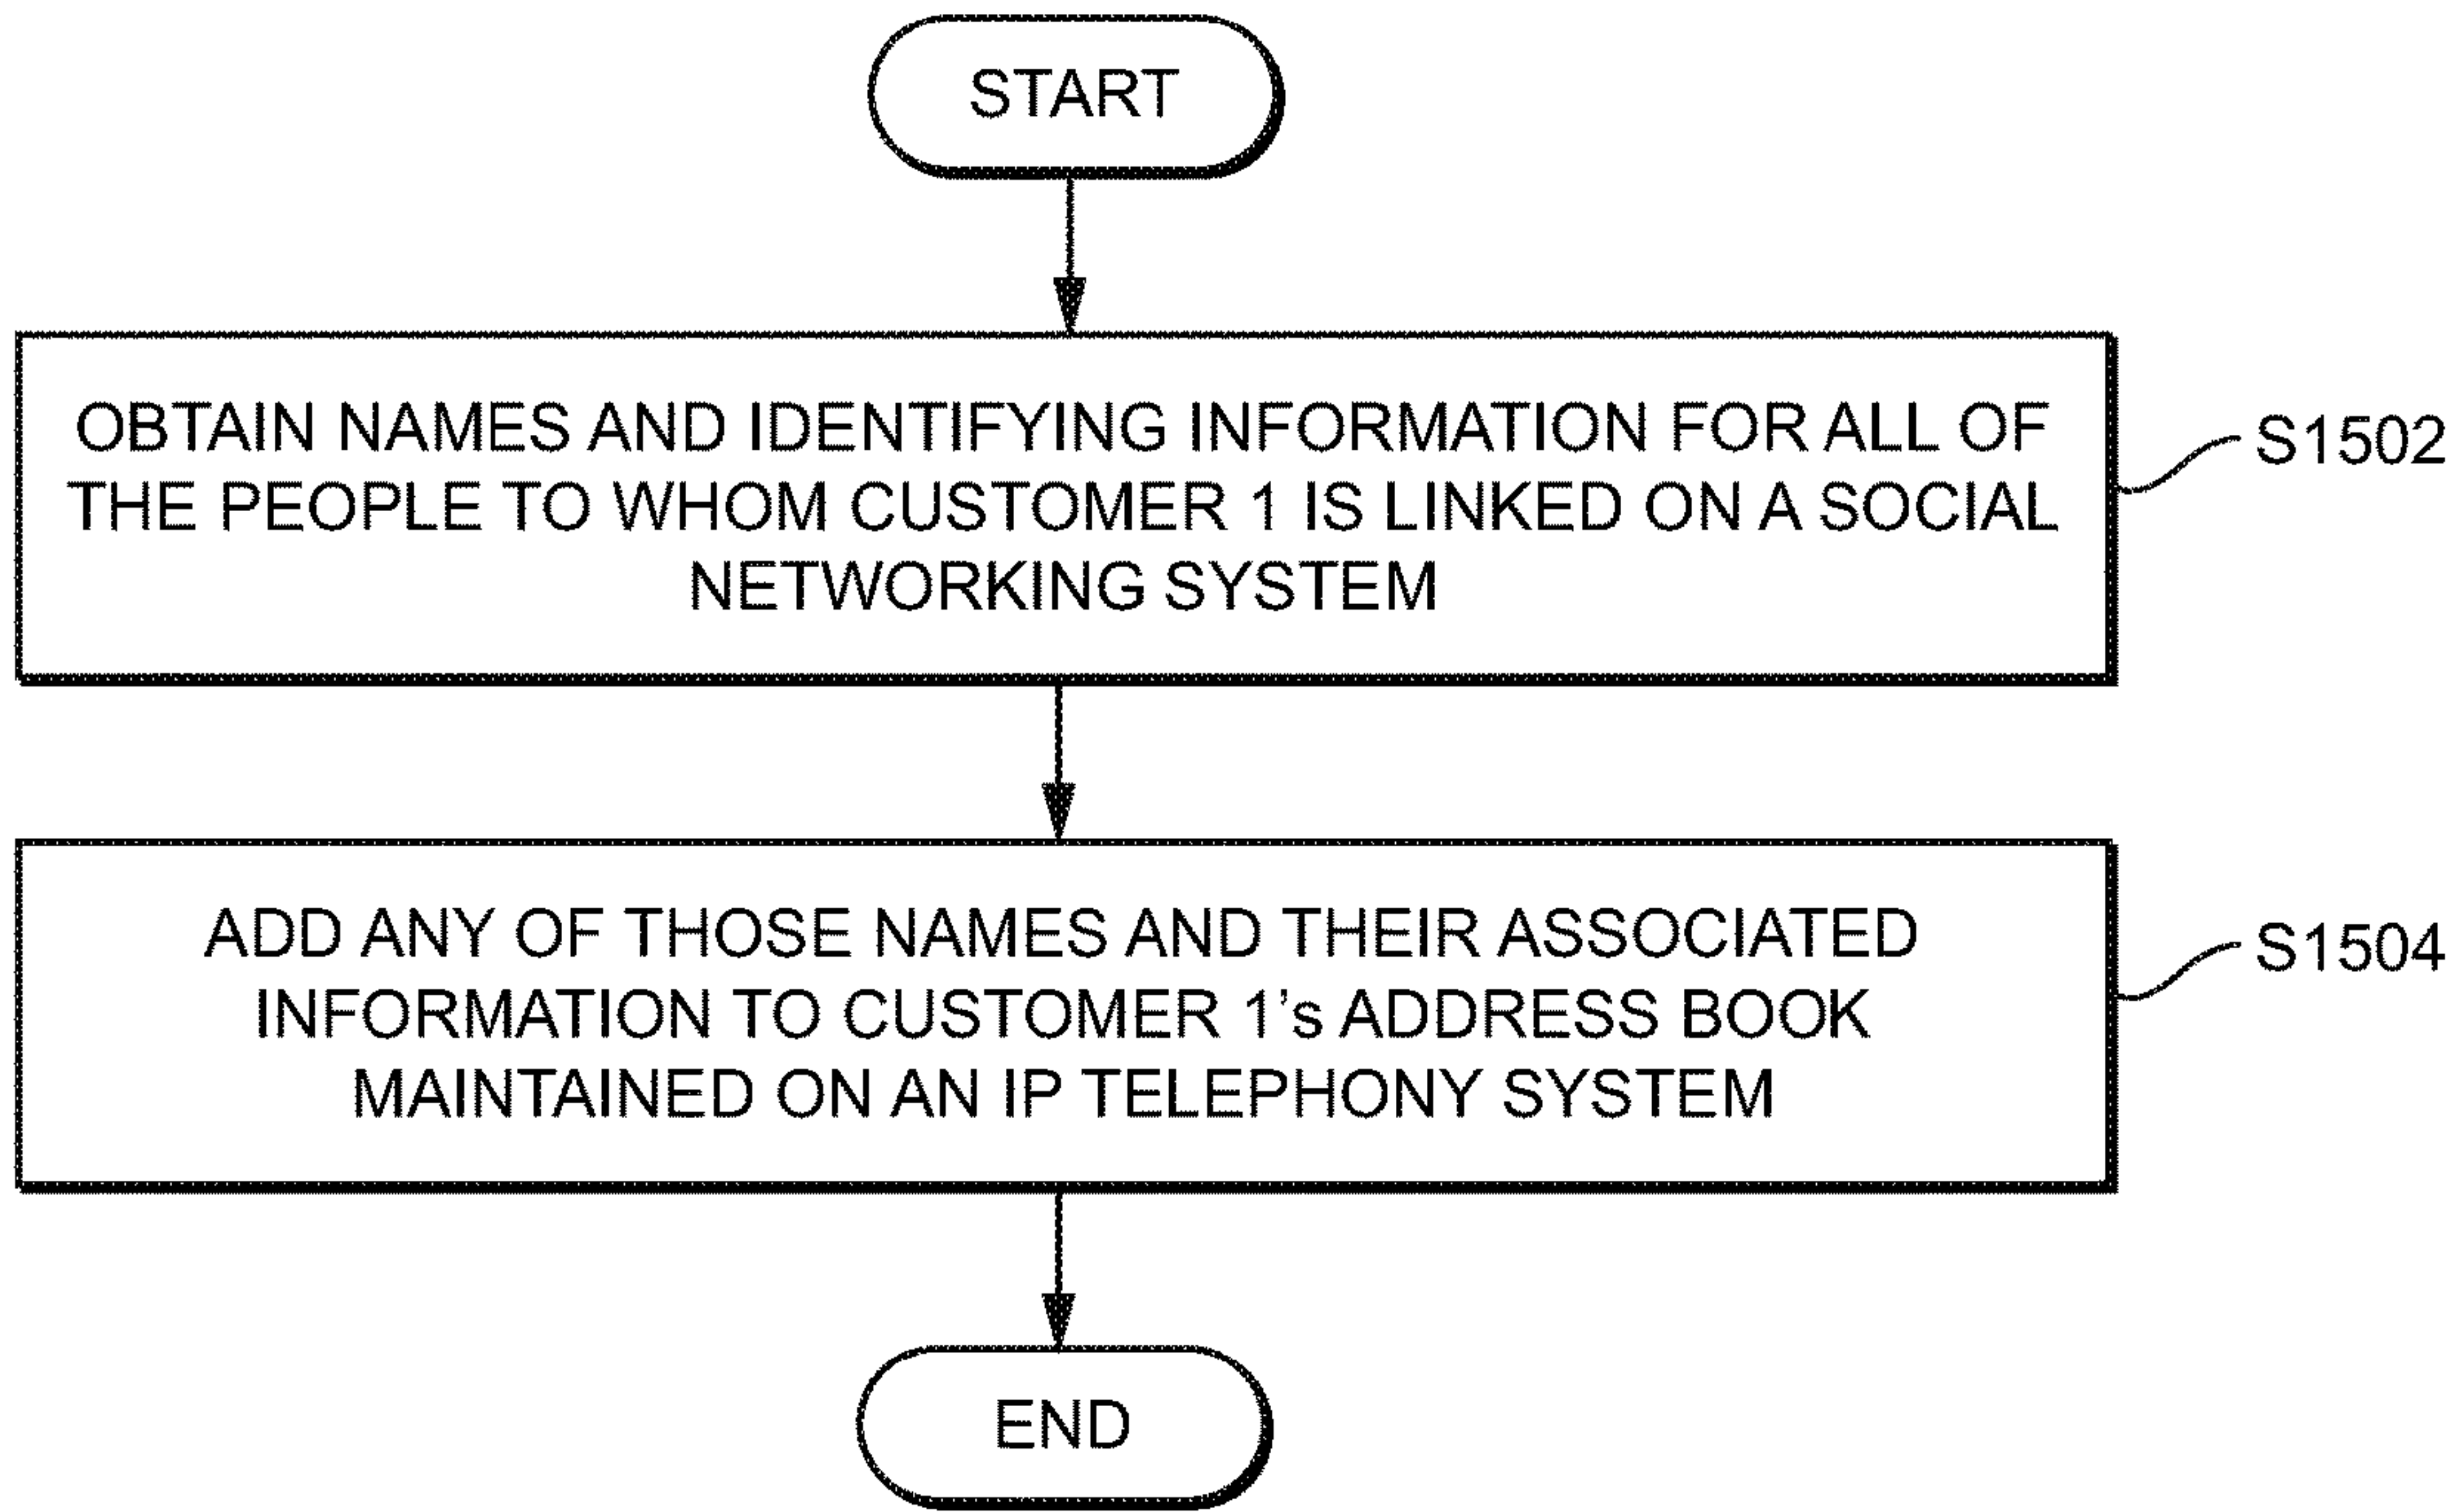 START
OBTAIN NAMES AND IDENTIFYING INFORMATION FOR ALL OF
THE PEOPLE TO WHOM CUSTOMER 1 IS LINKED ON A SOCIAL
NETWORKING SYSTEM
S1502
ADD ANY OF THOSE NAMES AND THEIR ASSOCIATED
INFORMATION TO CUSTOMER 1’s ADDRESS BOOK
MAINTAINED ON AN IP TELEPHONY SYSTEM
S1504
END